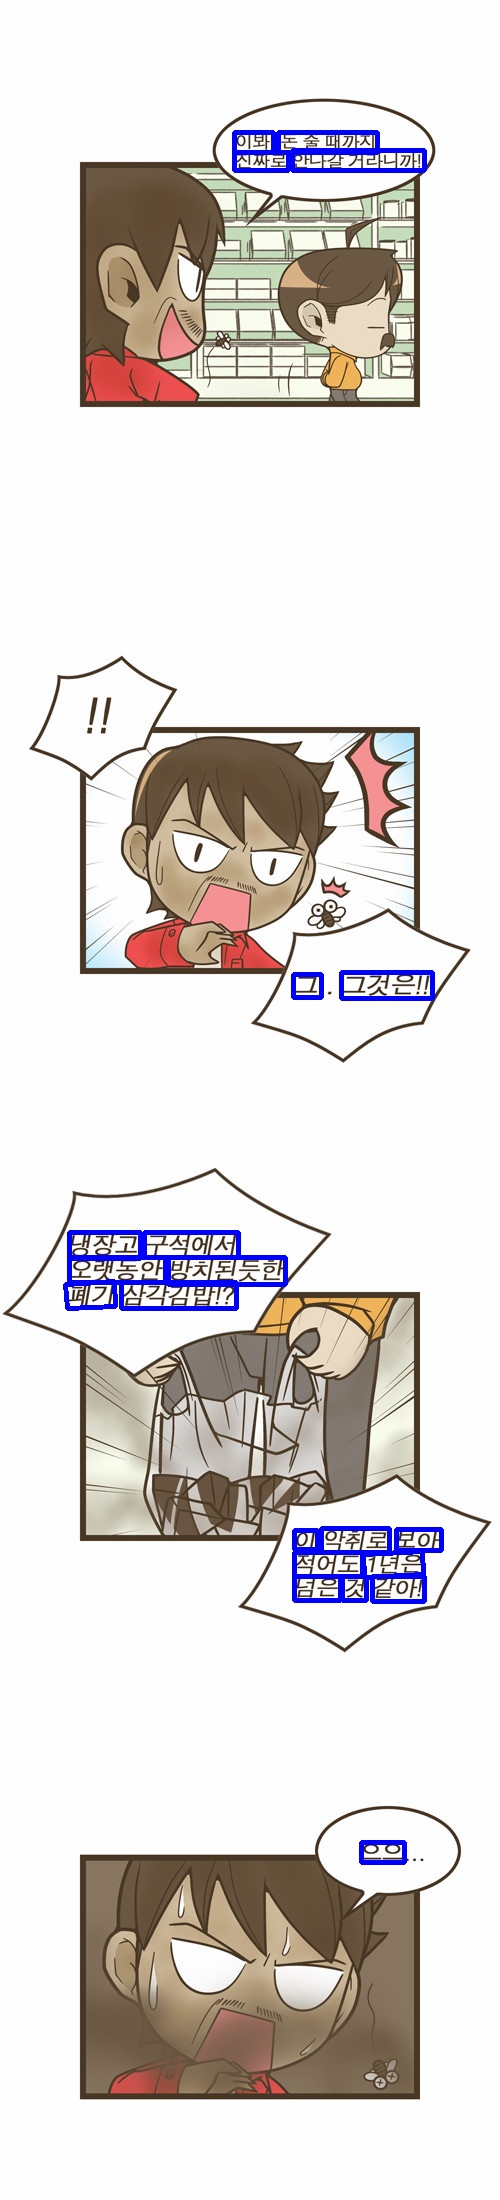 이봐 돈 줄 때까지
진짜로 안나갈 거라니까!
!!
그. 그것은!!
냉장고 구석에서
오랫동안 방치된듯한
폐기 삼각김밥!?
이 악취로 보아
적어도 1년은
넘은 것 같아!
으으...